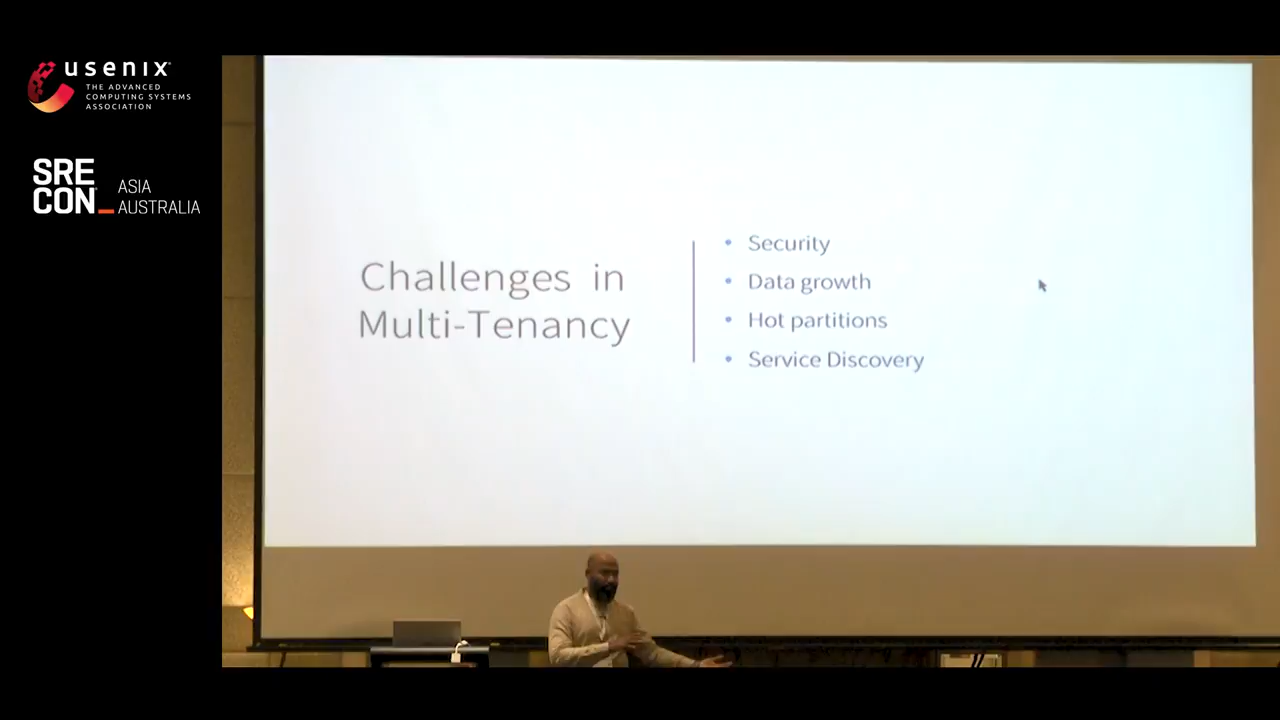 usenix
THE ADVANCED
COMPUTING SYSTEMS
ASSOCIATION
SRE
CON
ASIA
AUSTRALIA
Challenges in
Multi-Tenancy
• Security
• Data growth
• Hot partitions
• Service Discovery